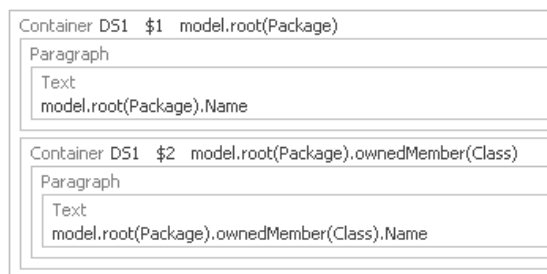 Container DS1 $1 model.root(Package)
Paragraph
Text
model.root(Package).Name
Container DS1 $2 model.root(Package).ownedMember(Class)
Paragraph
Text
model.root(Package).ownedMember(Class).Name